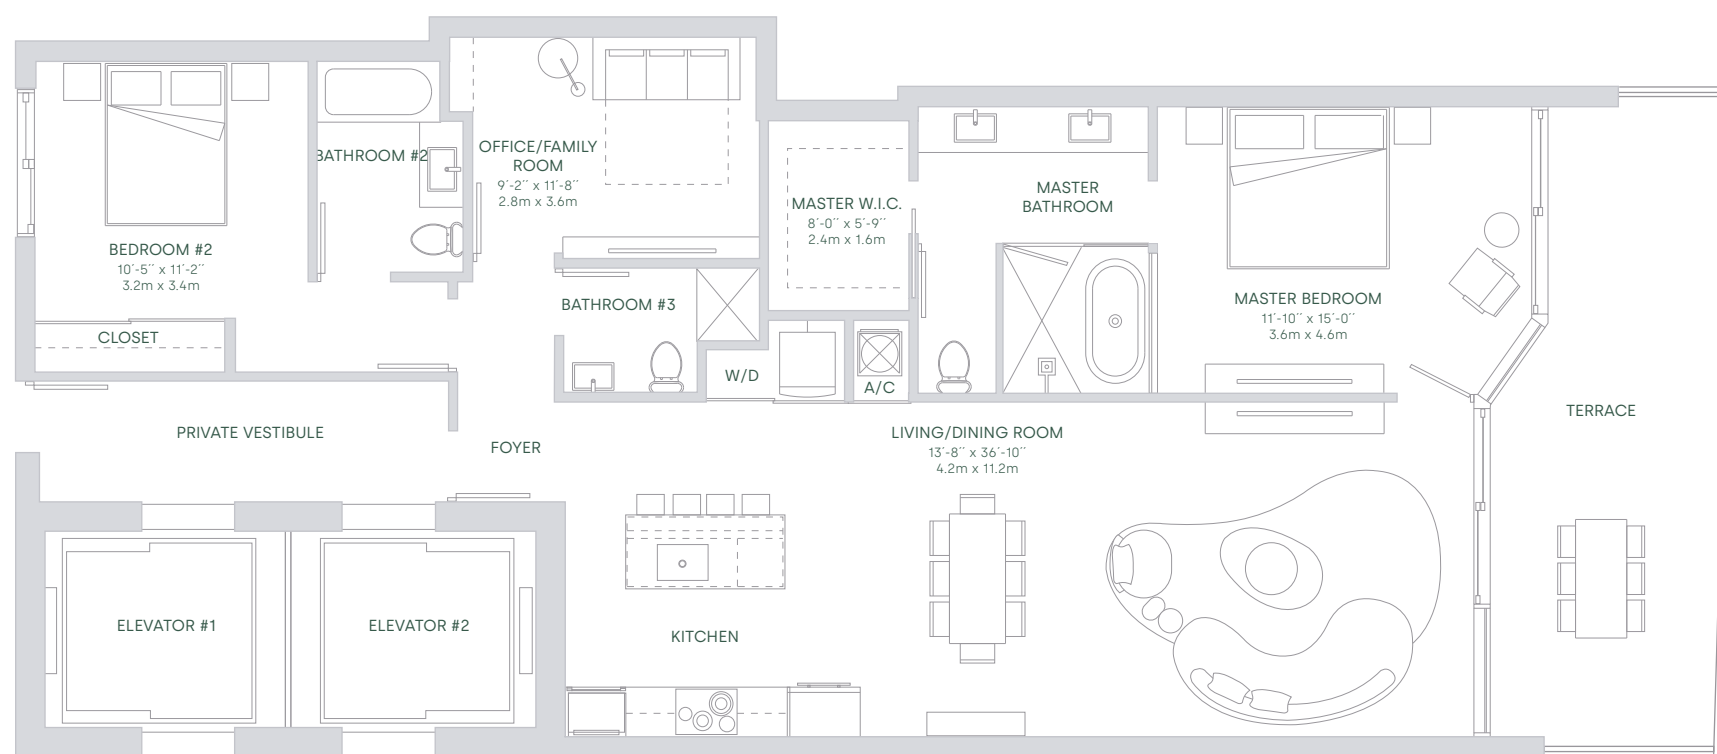 BATHROOM #2
OFFICE/FAMILY
ROOM
9´-2´´ x 11´-8´´
2.8m x 3.6m
MASTER W.I.C.
8´-0´´ x 5´-9´´
2.4m x 1.6m
MASTER
BATHROOM
BEDROOM #2
10´-5´´ x 11´-2´´
3.2m x 3.4m
CLOSET
BATHROOM #3
MASTER BEDROOM
11´-10´´ x 15´-0´´
3.6m x 4.6m
W/D
A/C
TERRACE
PRIVATE VESTIBULE
FOYER
LIVING/DINING ROOM
13´-8´´ x 36´-10´´
4.2m x 11.2m
ELEVATOR #1
ELEVATOR #2
KITCHEN